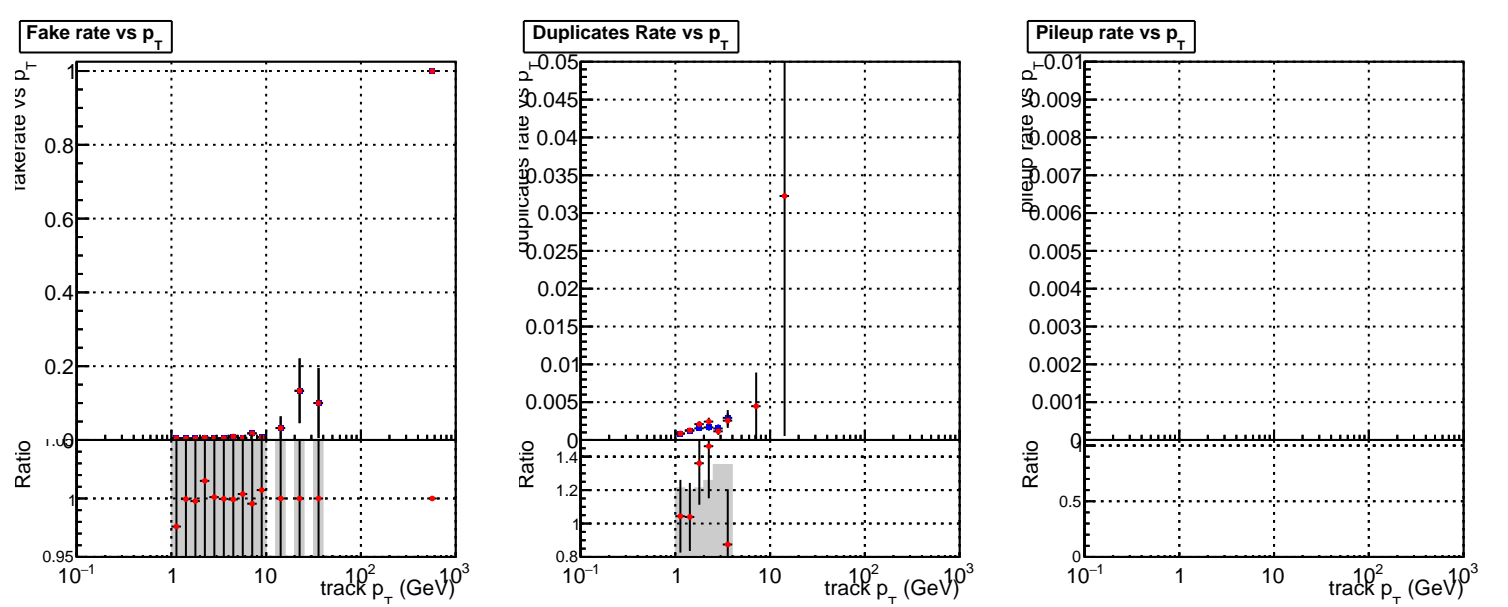 Fake rate vs p_T
fakerate vs p_T
1
0.8
0.6
0.4
0.2
Ratio
1
0.95
10^−1 1 10 10^2 10^3
track p_T (GeV)
Duplicates Rate vs p_T
duplicates rate vs p_T
0.05
0.045
0.04
0.035
0.03
0.025
0.02
0.015
0.01
0.005
0
Ratio
1.4
1.2
1
0.8
10^−1 1 10 10^2 10^3
track p_T (GeV)
Pileup rate vs p_T
pileup rate vs p_T
0.01
0.009
0.008
0.007
0.006
0.005
0.004
0.003
0.002
0.001
0
Ratio
1
0.5
0
10^−1 1 10 10^2 10^3
track p_T (GeV)